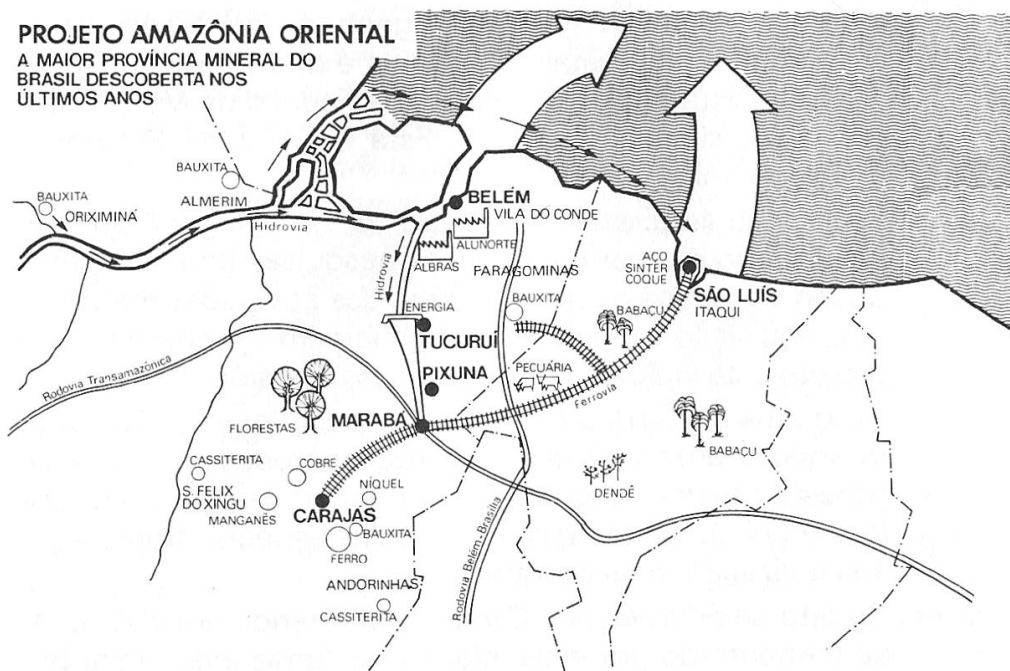 PROJETO AMAZÔNIA ORIENTAL
A MAIOR PROVÍNCIA MINERAL DO
BRASIL DESCOBERTA NOS
ÚLTIMOS ANOS
BAUXITA
ORIXIMINÁ
BAUXITA
ALMERIM
Hidrovia
BELÉM
VILA DO CONDE
ALUNORTE
ALBRAS
Hidrovia
PARAGOMINAS
BAUXITA
AÇO
SINTER
COQUE
SÃO LUÍS
ITAQUI
BABAÇU
ENERGIA
TUCURUÍ
PIXUNA
PECUÁRIA
Ferrovia
Rodovia Transamazônica
FLORESTAS
MARABÁ
BABAÇU
CASSITERITA
COBRE
NÍQUEL
DENDÊ
S. FELIX
DO XINGU
MANGANÊS
CARAJÁS
BAUXITA
FERRO
ANDORINHAS
CASSITERITA
Rodovia Belém-Brasília